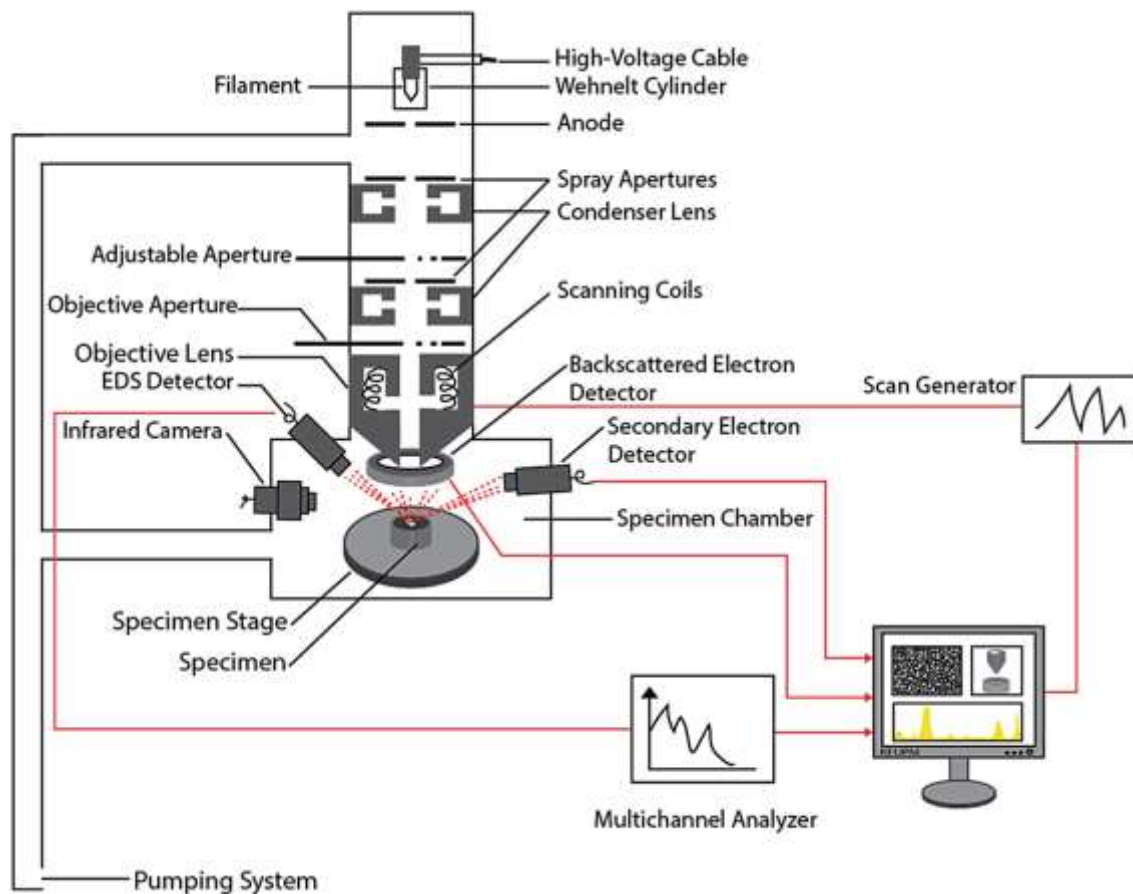 High-Voltage Cable
Filament
Wehnelt Cylinder
Anode
Spray Apertures
Condenser Lens
Adjustable Aperture
Scanning Coils
Objective Aperture
Objective Lens
Backscattered Electron
Detector
EDS Detector
Scan Generator
Infrared Camera
Secondary Electron
Detector
Specimen Chamber
Specimen Stage
Specimen
Multichannel Analyzer
Pumping System